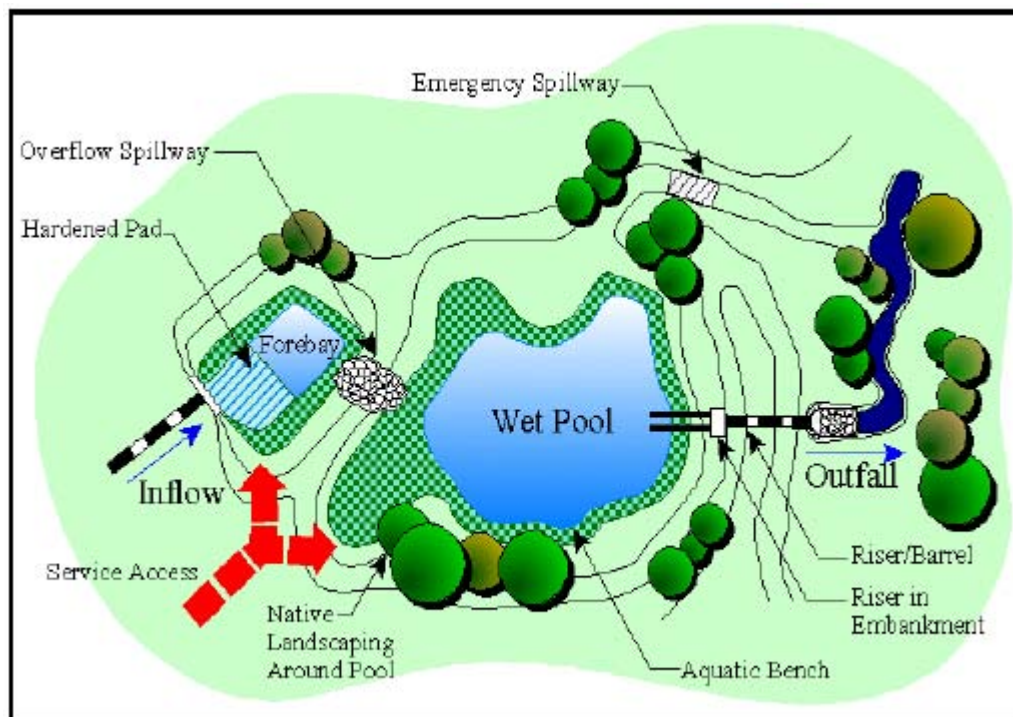 Emergency Spillway
Overflow Spillway
Hardened Pad
Forebay
Wet Pool
Inflow
Outfall
Service Access
Riser/Barrel
Native
Landscaping
Around Pool
Riser in
Embankment
Aquatic Bench